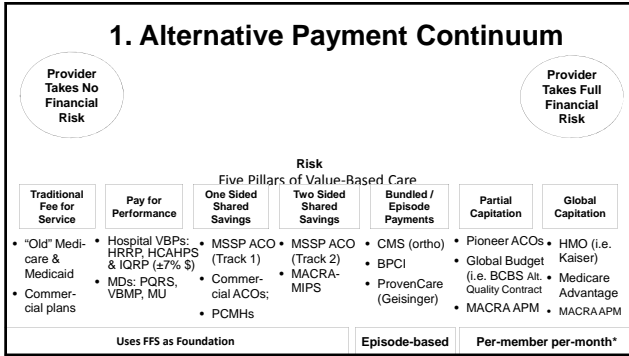 1. Alternative Payment Continuum
Provider
Takes No
Financial
Risk
Provider
Takes Full
Financial
Risk
Risk
Five Pillars of Value-Based Care
Traditional
Fee for
Service
Pay for
Performance
One Sided
Shared
Savings
Two Sided
Shared
Savings
Bundled /
Episode
Payments
Partial
Capitation
Global
Capitation
• "Old" Medi-
care &
Medicaid
• Commer-
cial plans
• Hospital VBPs:
HRRP, HCAHPS
& IQRP (±7% $)
• MDs: PQRS,
VBMP, MU
• MSSP ACO
(Track 1)
• Commer-
cial ACOs;
• PCMHs
• MSSP ACO
(Track 2)
• MACRA-
MIPS
• CMS (ortho)
• BPCI
• ProvenCare
(Geisinger)
• Pioneer ACOs
• Global Budget
(i.e. BCBS Alt.
Quality Contract
• MACRA APM
• HMO (i.e.
Kaiser)
• Medicare
Advantage
• MACRA APM
Uses FFS as Foundation
Episode-based
Per-member per-month*